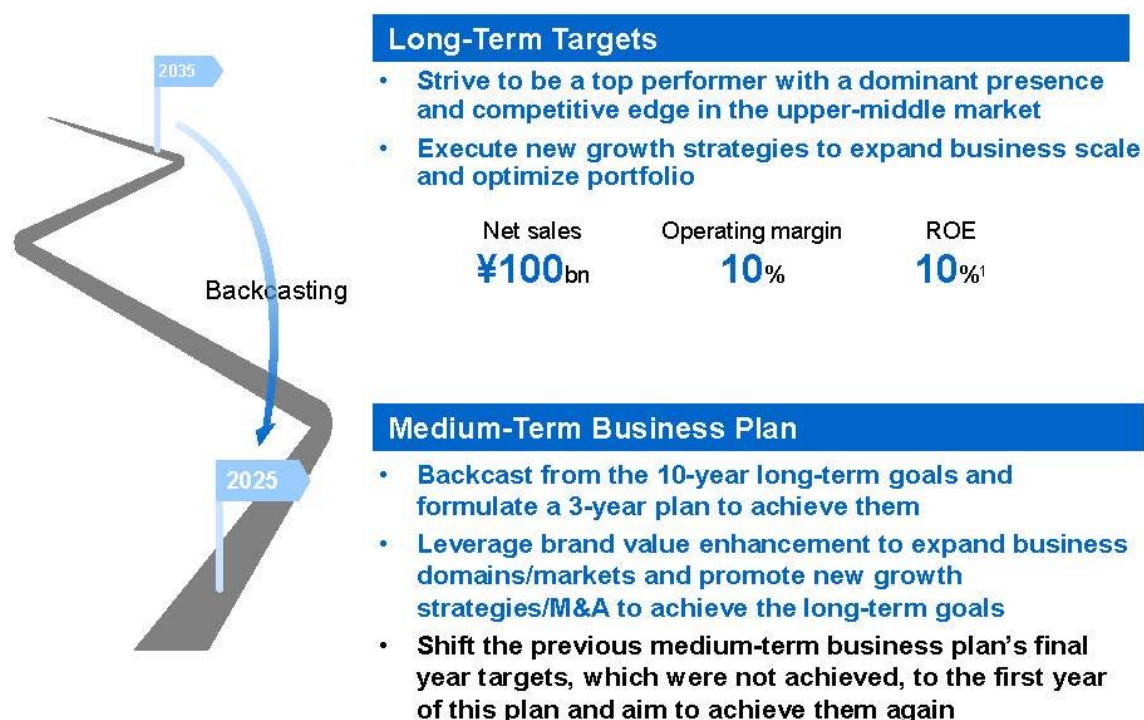 2035
Backcasting
2025
Long-Term Targets
• Strive to be a top performer with a dominant presence
and competitive edge in the upper-middle market
• Execute new growth strategies to expand business scale
and optimize portfolio
Net sales Operating margin ROE
¥100bn 10% 10%¹
Medium-Term Business Plan
• Backcast from the 10-year long-term goals and
formulate a 3-year plan to achieve them
• Leverage brand value enhancement to expand business
domains/markets and promote new growth
strategies/M&A to achieve the long-term goals
• Shift the previous medium-term business plan's final
year targets, which were not achieved, to the first year
of this plan and aim to achieve them again